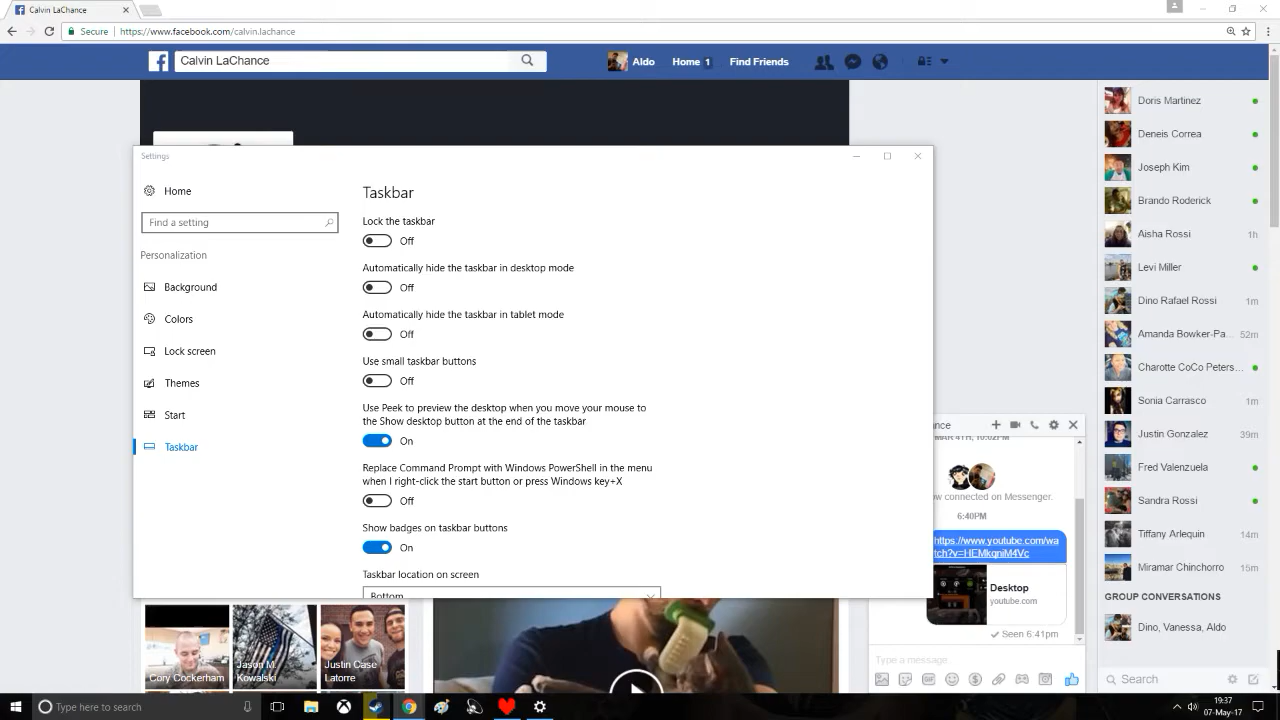 Calvin LaChance
Secure
https://www.facebook.com/calvin.lachance
Calvin LaChance
Aldo
Home 1
Find Friends
Settings
Home
Find a setting
Personalization
Background
Colors
Lock screen
Themes
Start
Taskbar
Taskbar
Lock the taskbar
Off
Automatically hide the taskbar in desktop mode
Off
Automatically hide the taskbar in tablet mode
Off
Use small taskbar buttons
Off
Use Peek to preview the desktop when you move your mouse to
the Show desktop button at the end of the taskbar
On
Replace Command Prompt with Windows PowerShell in the menu
when I right-click the start button or press Windows key+X
Off
Show badges on taskbar buttons
On
Taskbar location on screen
Bottom
Doris Martinez
Deneis Correa
Joseph Kim
Brando Roderick
Aisha Rossi 1h
Levi Miller
Dino Rafael Rossi 1m
Amanda Bowker-Pa... 52m
Charotte CoCo Peters...
Sonia Carrasco 1m
Justin Gonzalez 39m
Fred Valenzuela
Sandra Rossi
Tiffany Arlequin 14m
Miramar Chinchorro 15m
GROUP CONVERSATIONS
Dino, Vanessa, Aldo
Search
ance
MAR 4TH, 10:02PM
ow connected on Messenger.
6:40PM
https://www.youtube.com/wa
tch?v=HEMkqniM4Vc
Desktop
youtube.com
Seen 6:41pm
Type a message...
Cory Cockerham
Jason M.
Kowalski
Justin Case
Latorre
Type here to search
19:37
07-May-17